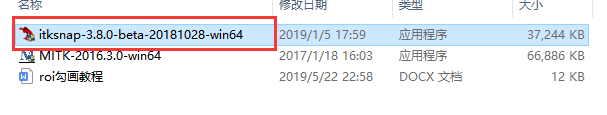 名称 修改日期 类型 大小
itksnap-3.8.0-beta-20181028-win64 2019/1/5 17:59 应用程序 37,244 KB
MITK-2016.3.0-win64 2017/1/18 16:03 应用程序 66,886 KB
roi勾画教程 2019/5/22 22:58 DOCX 文档 12 KB